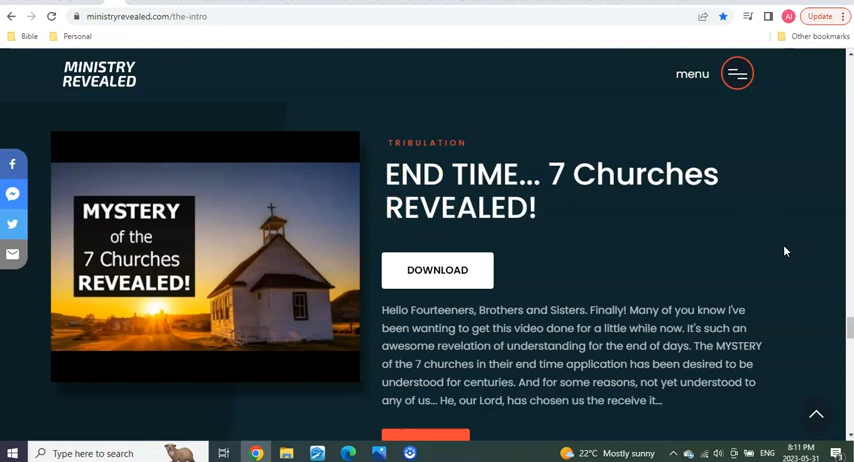 ministryrevealed.com/the-intro
Update
Bible
Personal
Other bookmarks
MINISTRY
REVEALED
menu
TRIBULATION
END TIME... 7 Churches
REVEALED!
MYSTERY
of the
7 Churches
REVEALED!
DOWNLOAD
Hello Fourteeners, Brothers and Sisters. Finally! Many of you know I've
been wanting to get this video done for a little while now. It's such an
awesome revelation of understanding for the end of days. The MYSTERY
of the 7 churches in their end time application has been desired to be
understood for centuries. And for some reasons, not yet understood to
any of us... He, our Lord, has chosen us the receive it...
Type here to search
22°C Mostly sunny
ENG
8:11 PM
2023-05-31